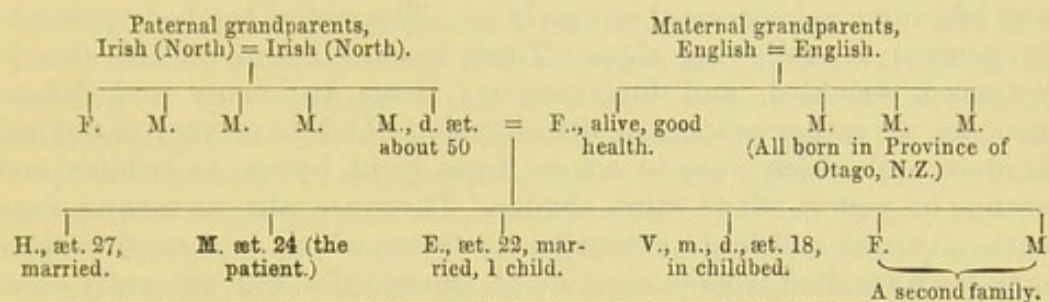 Paternal grandparents,
Irish (North) = Irish (North).
Maternal grandparents,
English = English.
F. M. M. M. M., d. æt. about 50 = F., alive, good health. M. M. M.
(All born in Province of
Otago, N.Z.)
H., æt. 27,
married.
M. æt. 24 (the
patient.)
E., æt. 22, mar-
ried, 1 child.
V., m., d., æt. 18,
in childbed.
F. M
A second family.